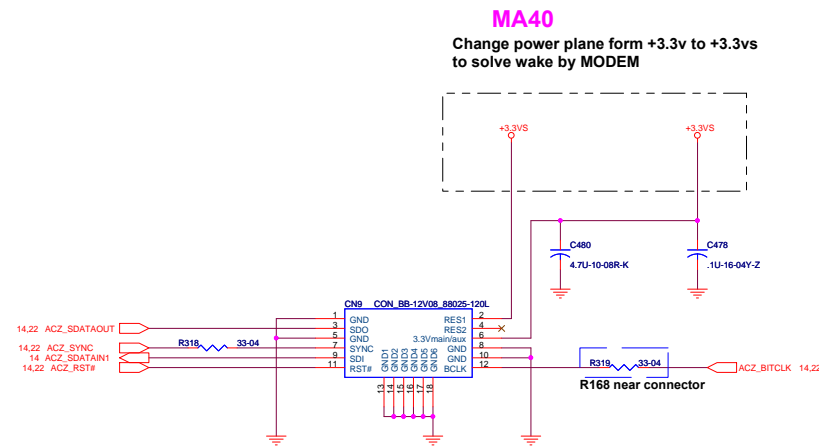 MA40
Change power plane form +3.3v to +3.3vs
to solve wake by MODEM
+3.3VS
+3.3VS
C480
4.7U-10-08R-K
C478
.1U-16-04Y-Z
CN9 CON_BB-12V08_88025-120L
1 GND RES1 2
14,22 ACZ_SDATAOUT 3 SDO RES2 4
5 GND 3.3Vmain/aux 6
14,22 ACZ_SYNC R318 33-04 7 SYNC GND 8
14 ACZ_SDATAIN1 9 SDI GND 10
14,22 ACZ_RST# 11 RST# BCLK 12 R319 33-04 ACZ_BITCLK 14,22
GND1 GND2 GND3 GND4 GND5 GND6
13 14 15 16 17 18
R168 near connector